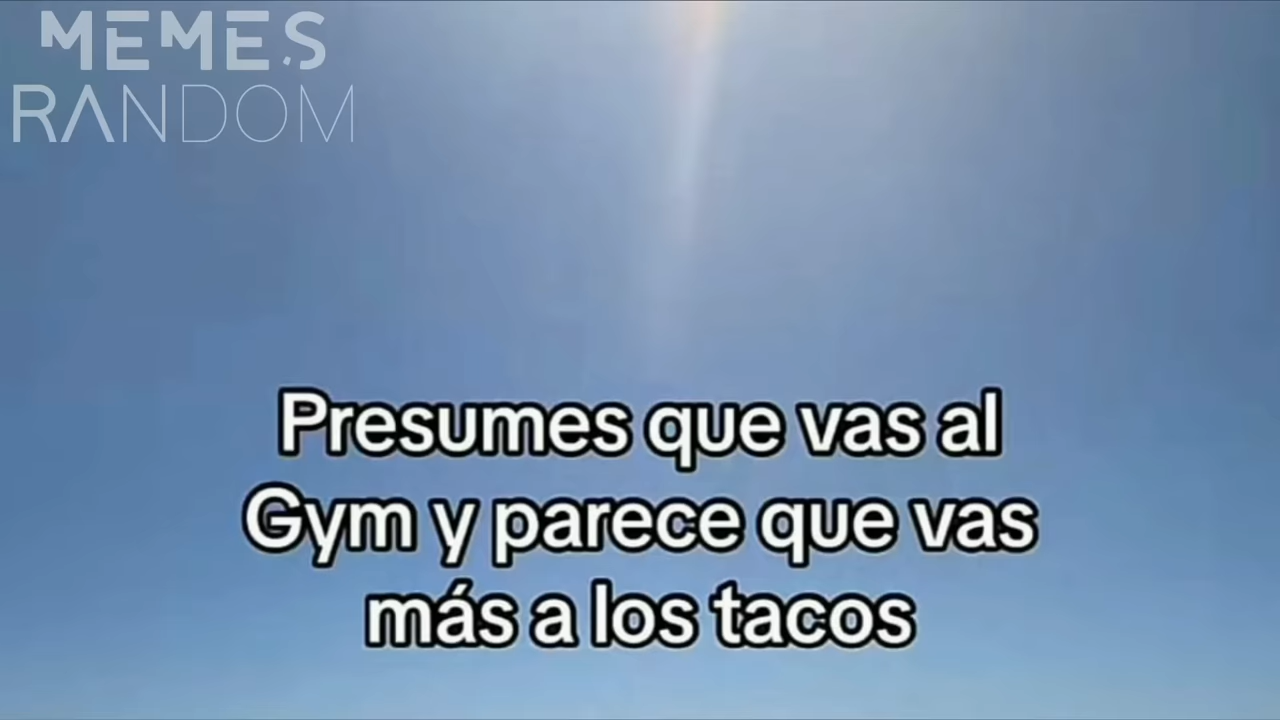 MEMES
RANDOM
Presumes que vas al
Gym y parece que vas
más a los tacos